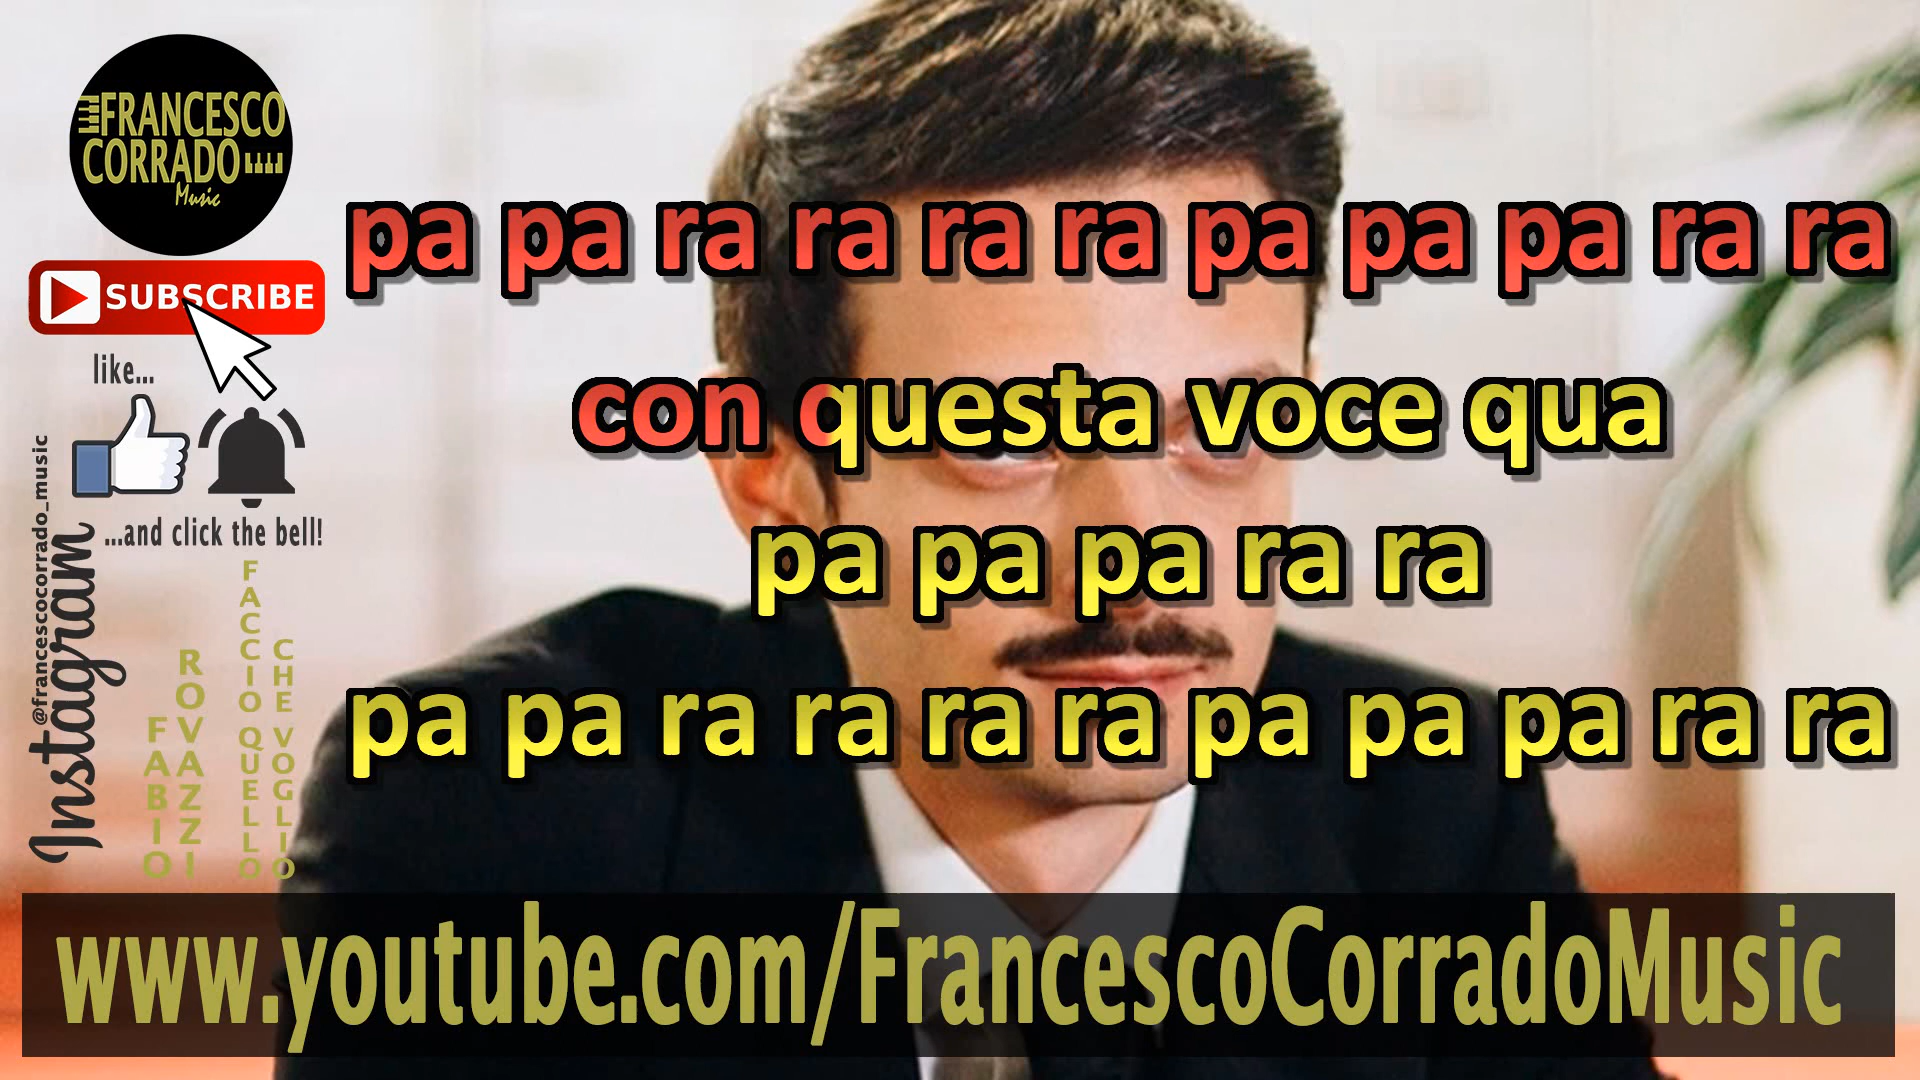 FRANCESCO
CORRADO
Music
SUBSCRIBE
like...
...and click the bell!
@francescocorrado_music
Instagram
FABIO
ROVAZZI
FACCIO QUELLO
CHE VOGLIO
pa pa ra ra ra ra pa pa pa ra ra
con questa voce qua
pa pa pa ra ra
pa pa ra ra ra ra pa pa pa ra ra
www.youtube.com/FrancescoCorradoMusic